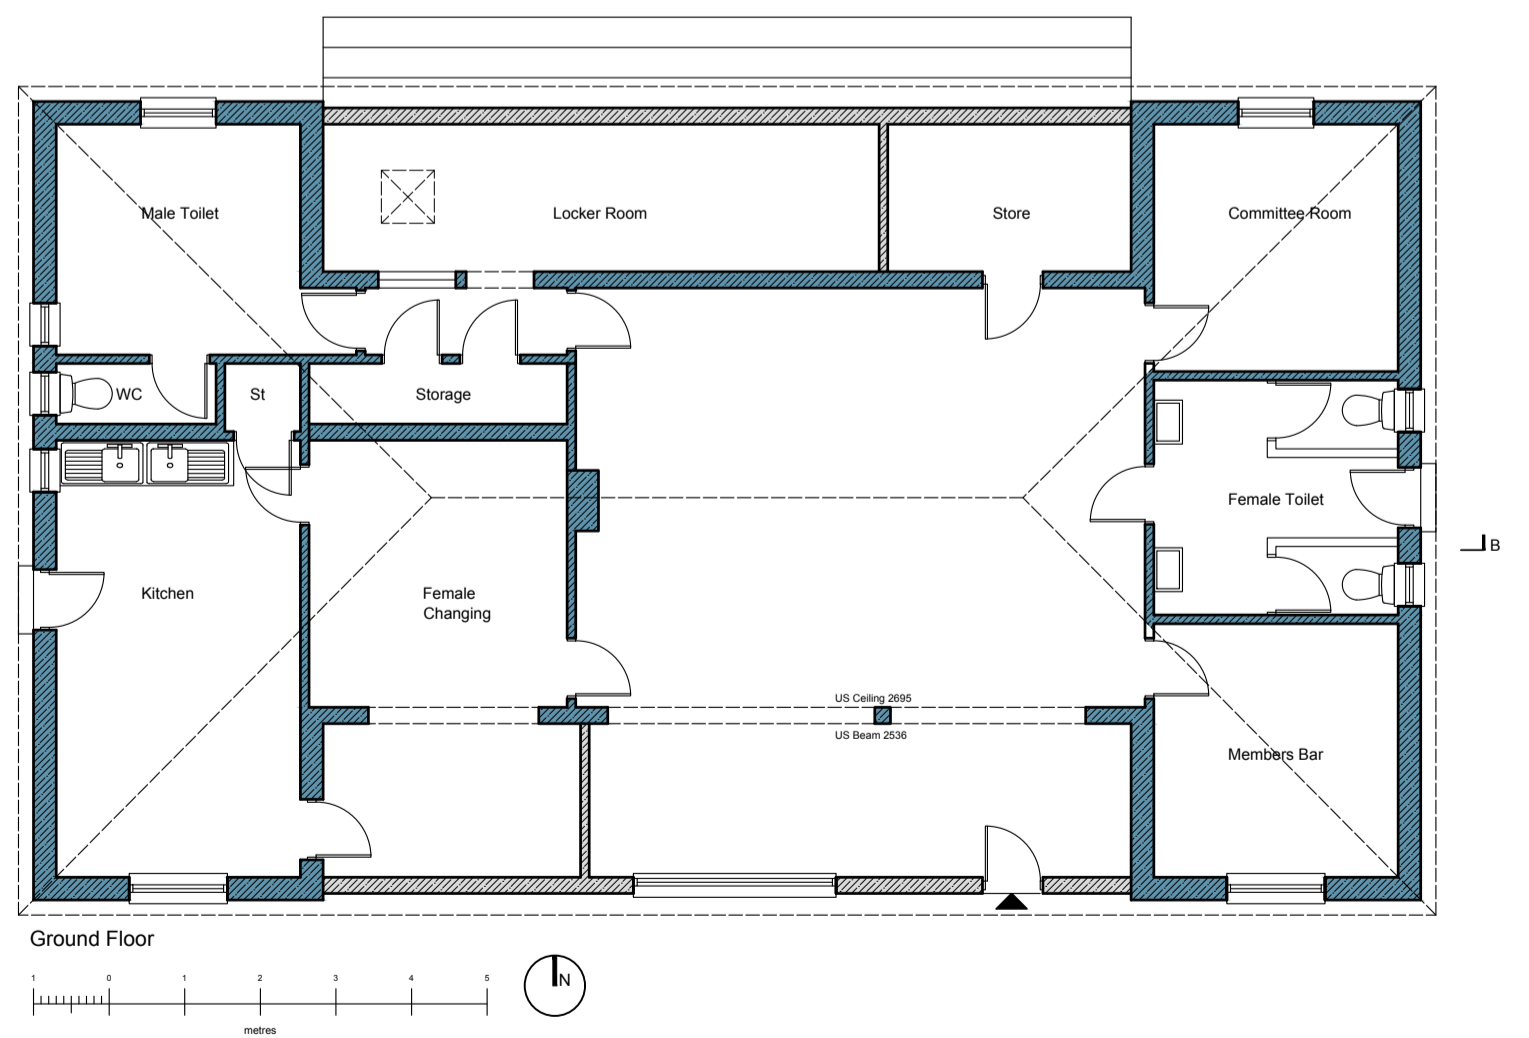 Male Toilet
Locker Room
Store
Committee Room
WC
St
Storage
Female Toilet
B
Kitchen
Female
Changing
US Ceiling 2695
US Beam 2536
Members Bar
Ground Floor
1 0 1 2 3 4 5
metres
N